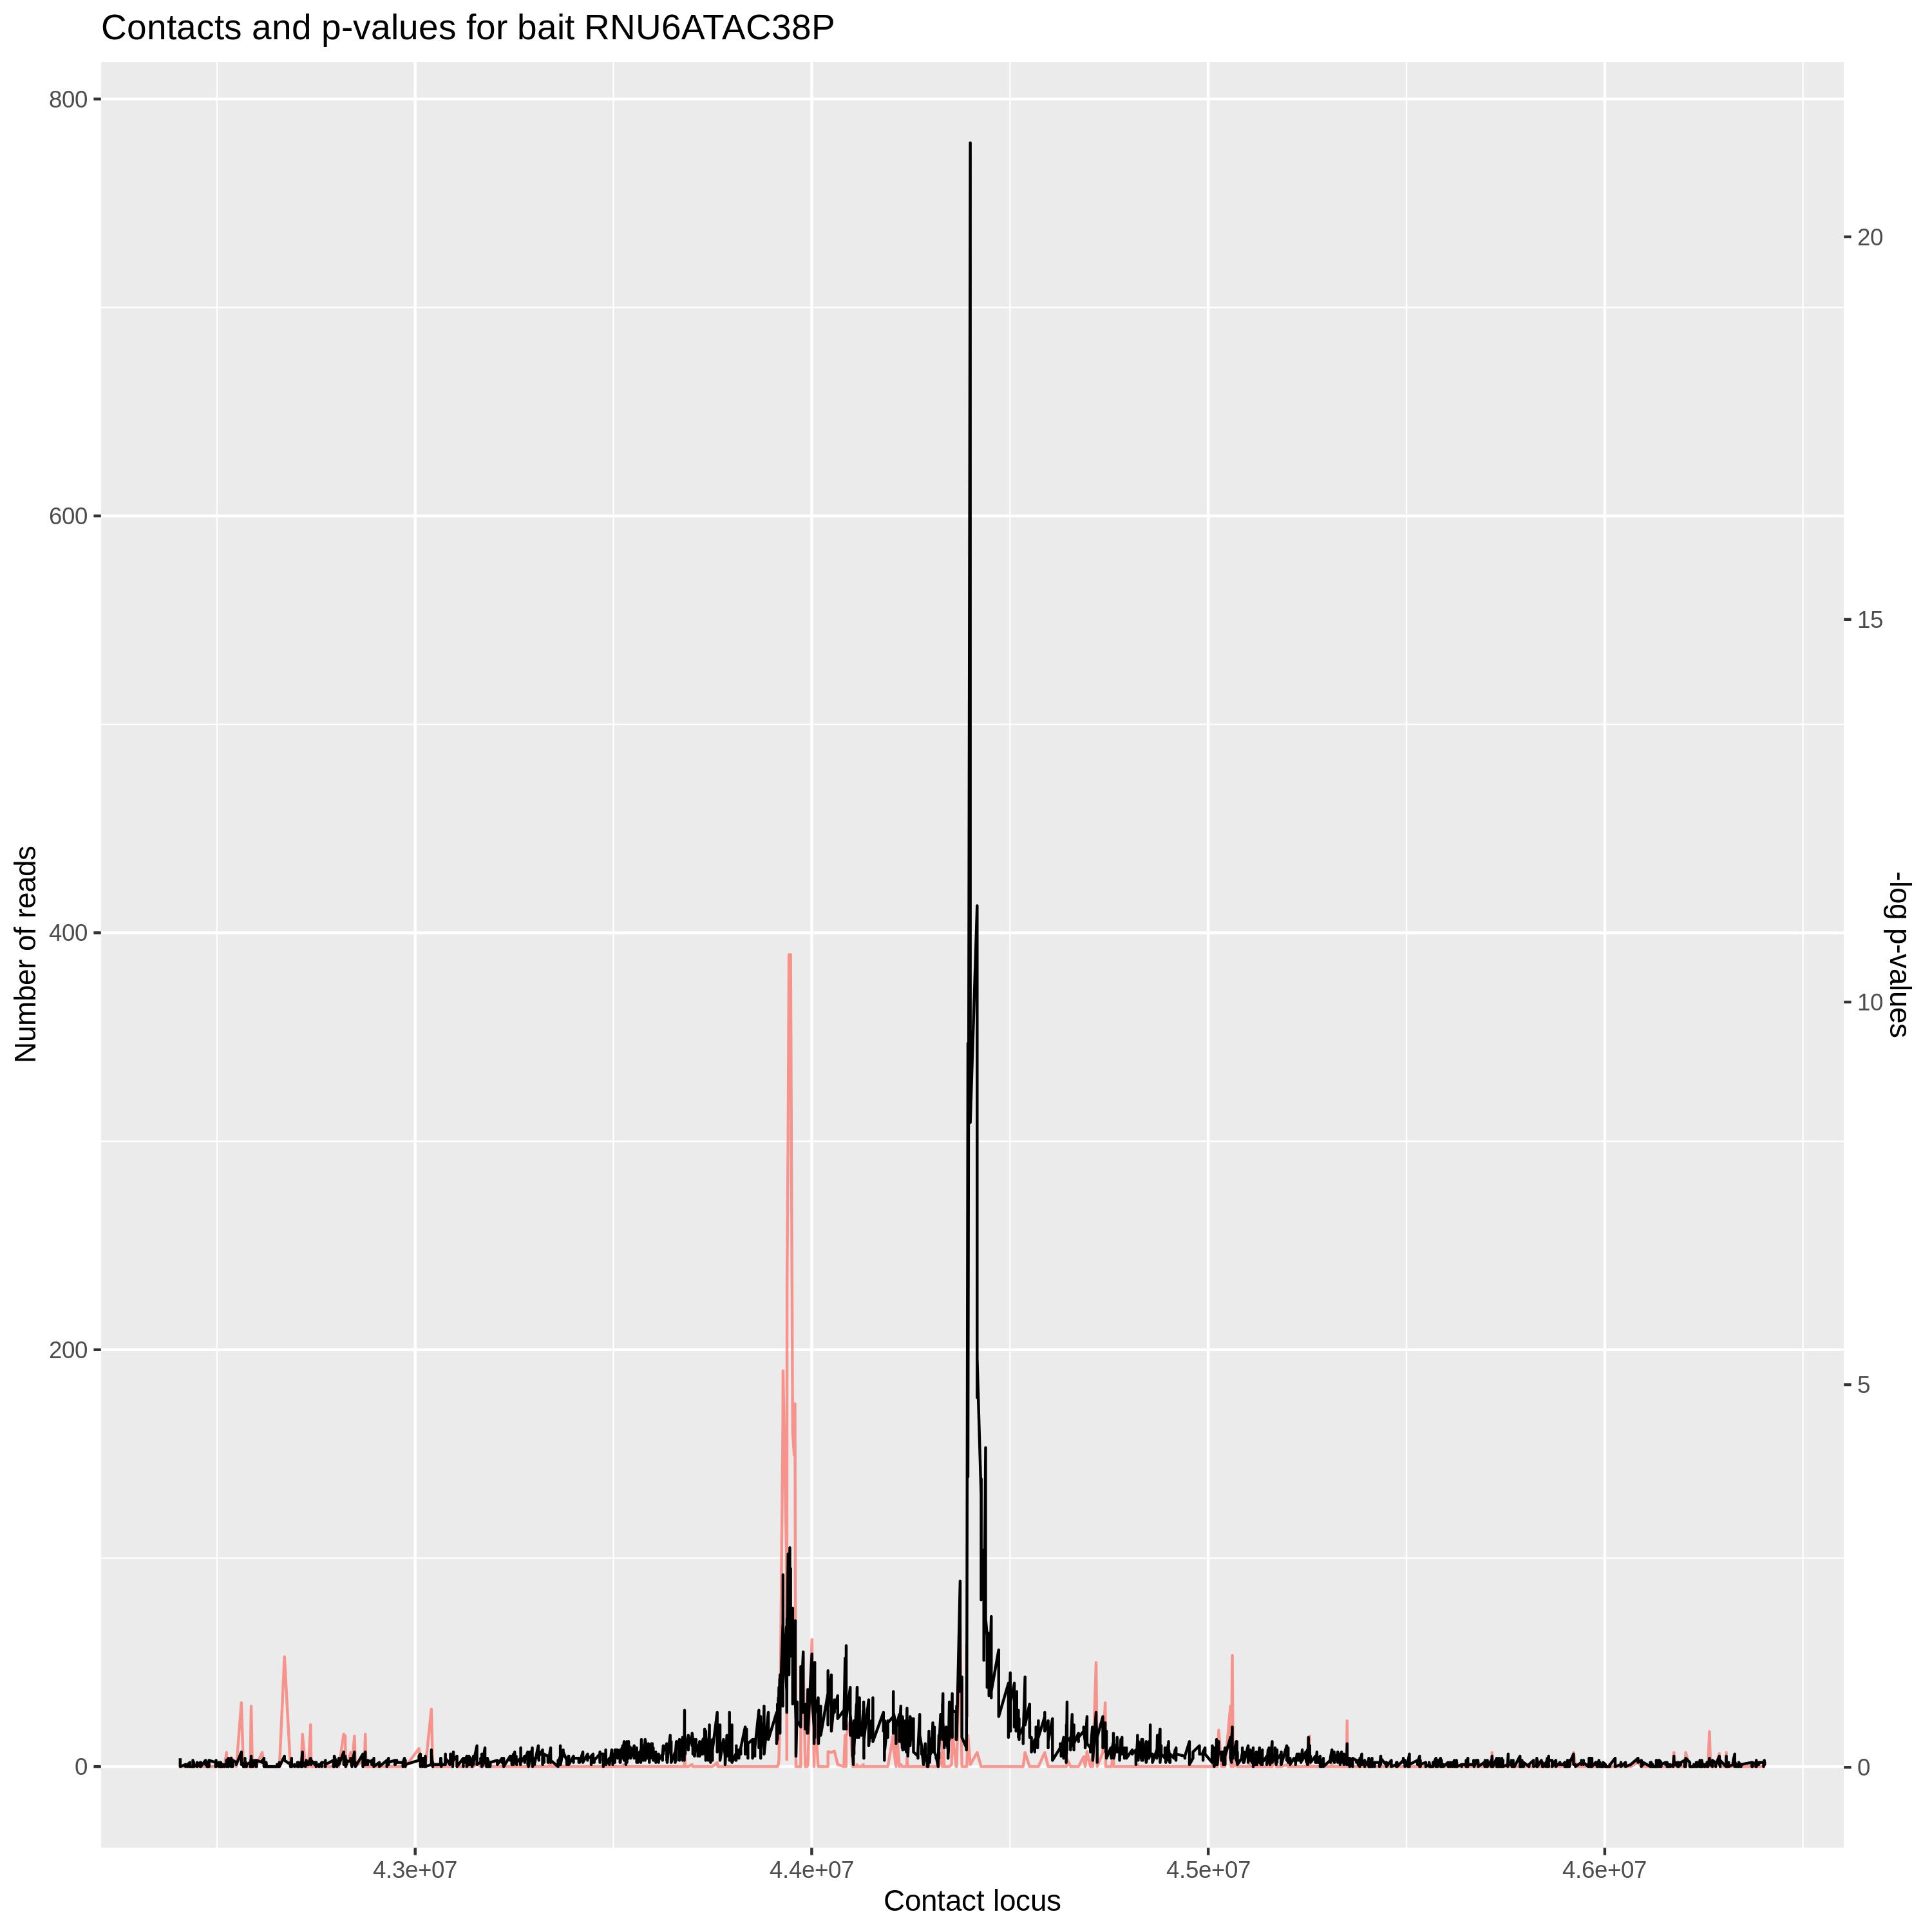 Contacts and p-values for bait RNU6ATAC38P
800
600
400
200
0
Number of reads
20
15
10
5
0
-log p-values
4.3e+07
4.4e+07
4.5e+07
4.6e+07
Contact locus